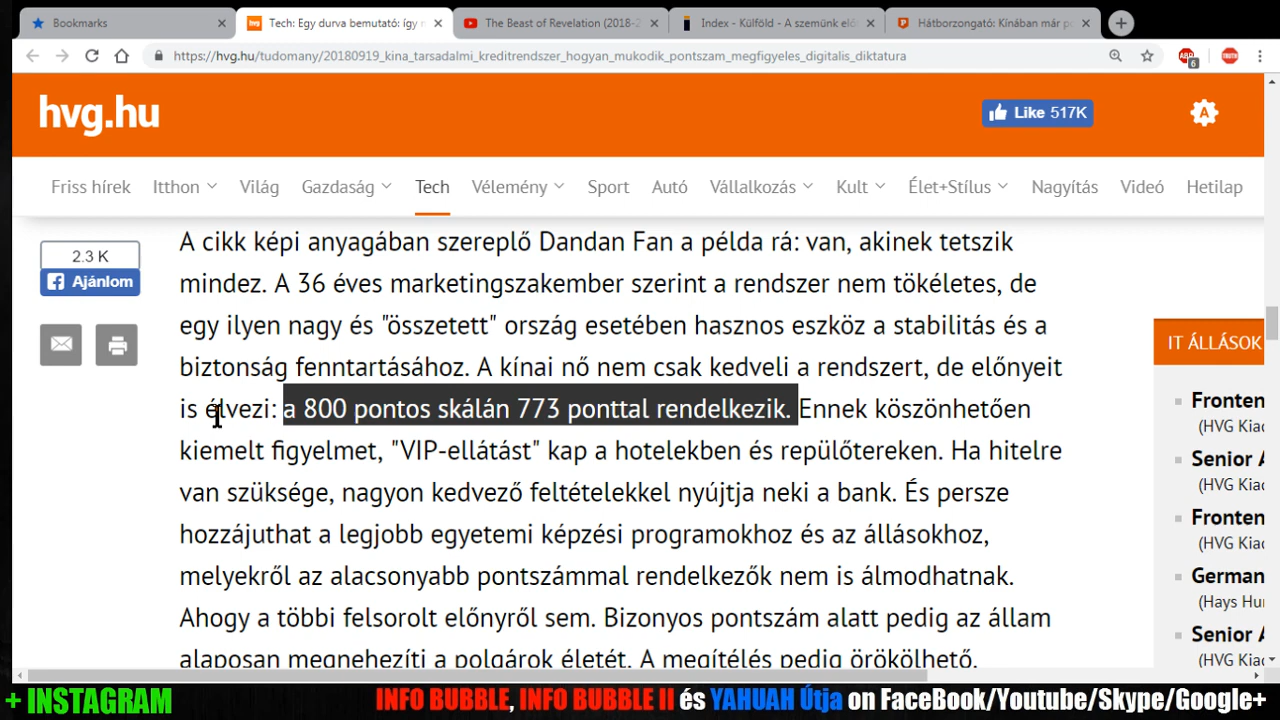 Bookmarks
Tech: Egy durva bemutató: így
The Beast of Revelation (2018-2
Index - Külföld - A szemünk elő
Hátborzongató: Kínában már p
https://hvg.hu/tudomany/20180919_kina_tarsadalmi_kreditrendszer_hogyan_mukodik_pontszam_megfigyeles_digitalis_diktatura
6
hvg.hu
Like 517K
A
Friss hírek Itthon Világ Gazdaság Tech Vélemény Sport Autó Vállalkozás Kult Élet+Stílus Nagyítás Videó Hetilap
2.3 K
Ajánlom
A cikk képi anyagában szereplő Dandan Fan a példa rá: van, akinek tetszik
mindez. A 36 éves marketingszakember szerint a rendszer nem tökéletes, de
egy ilyen nagy és "összetett" ország esetében hasznos eszköz a stabilitás és a
biztonság fenntartásához. A kínai nő nem csak kedveli a rendszert, de előnyeit
is élvezi: a 800 pontos skálán 773 ponttal rendelkezik. Ennek köszönhetően
kiemelt figyelmet, "VIP-ellátást" kap a hotelekben és repülőtereken. Ha hitelre
van szüksége, nagyon kedvező feltételekkel nyújtja neki a bank. És persze
hozzájuthat a legjobb egyetemi képzési programokhoz és az állásokhoz,
melyekről az alacsonyabb pontszámmal rendelkezők nem is álmodhatnak.
Ahogy a többi felsorolt előnyről sem. Bizonyos pontszám alatt pedig az állam
alaposan megnehezíti a polgárok életét. A megítélés pedig örökölhető.
IT ÁLLÁSOK
Fronten
(HVG Kiad
Senior A
(HVG Kiad
Fronten
(HVG Kiad
German
(Hays Hun
Senior A
(HVG Kiad
+ INSTAGRAM
INFO BUBBLE, INFO BUBBLE II és YAHUAH Útja on FaceBook/Youtube/Skype/Google+